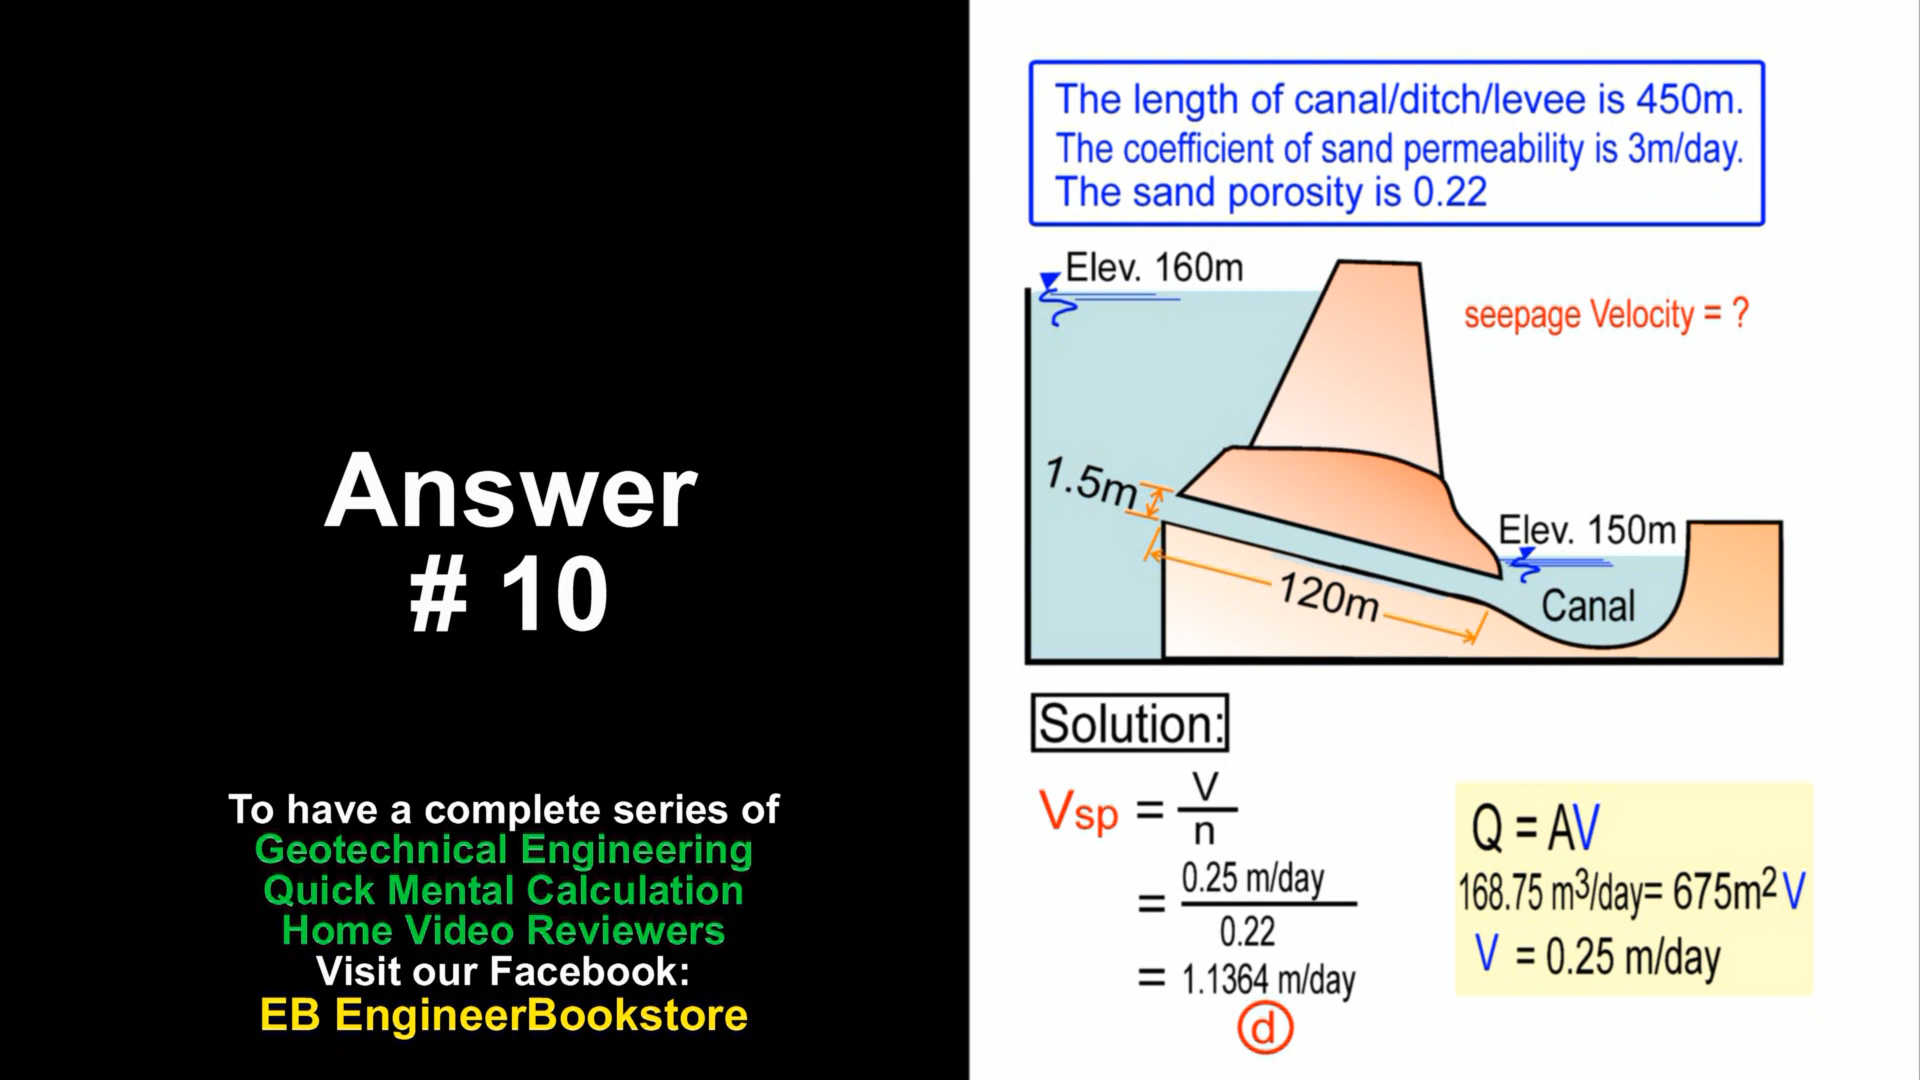 Answer
# 10
To have a complete series of
Geotechnical Engineering
Quick Mental Calculation
Home Video Reviewers
Visit our Facebook:
EB EngineerBookstore
The length of canal/ditch/levee is 450m.
The coefficient of sand permeability is 3m/day.
The sand porosity is 0.22
Elev. 160m
seepage Velocity = ?
1.5m
Elev. 150m
120m
Canal
Solution:
Vsp = V/n
= 0.25 m/day / 0.22
= 1.1364 m/day
d
Q = AV
168.75 m³/day= 675m² V
V = 0.25 m/day